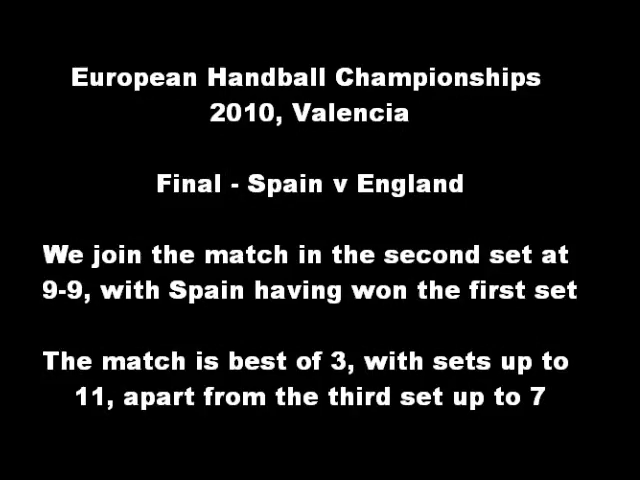 European Handball Championships
2010, Valencia
Final - Spain v England
We join the match in the second set at
9-9, with Spain having won the first set
The match is best of 3, with sets up to
11, apart from the third set up to 7